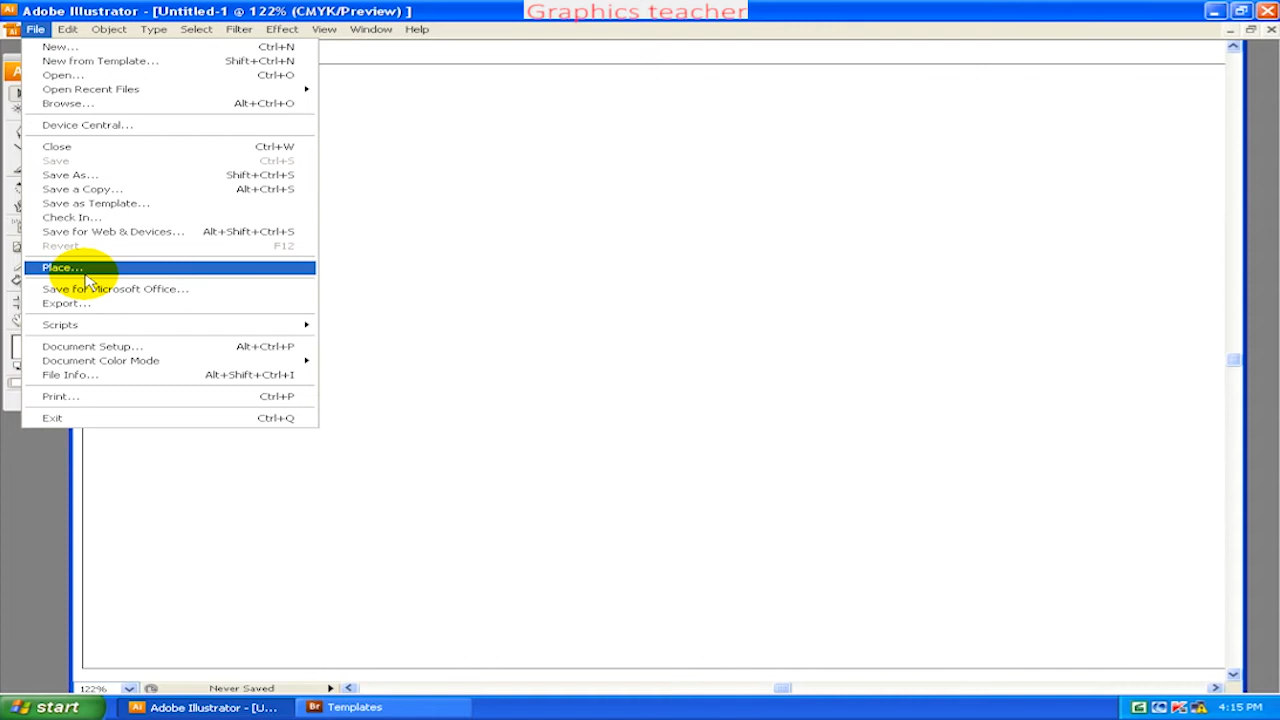 Adobe Illustrator - [Untitled-1 @ 122% (CMYK/Preview) ]
Graphics teacher
File Edit Object Type Select Filter Effect View Window Help
New... Ctrl+N
New from Template... Shift+Ctrl+N
Open... Ctrl+O
Open Recent Files
Browse... Alt+Ctrl+O
Device Central...
Close Ctrl+W
Save Ctrl+S
Save As... Shift+Ctrl+S
Save a Copy... Alt+Ctrl+S
Save as Template...
Check In...
Save for Web & Devices... Alt+Shift+Ctrl+S
Revert F12
Place...
Save for Microsoft Office...
Export...
Scripts
Document Setup... Alt+Ctrl+P
Document Color Mode
File Info... Alt+Shift+Ctrl+I
Print... Ctrl+P
Exit Ctrl+Q
122% Never Saved
start Adobe Illustrator - [U... Templates 4:15 PM